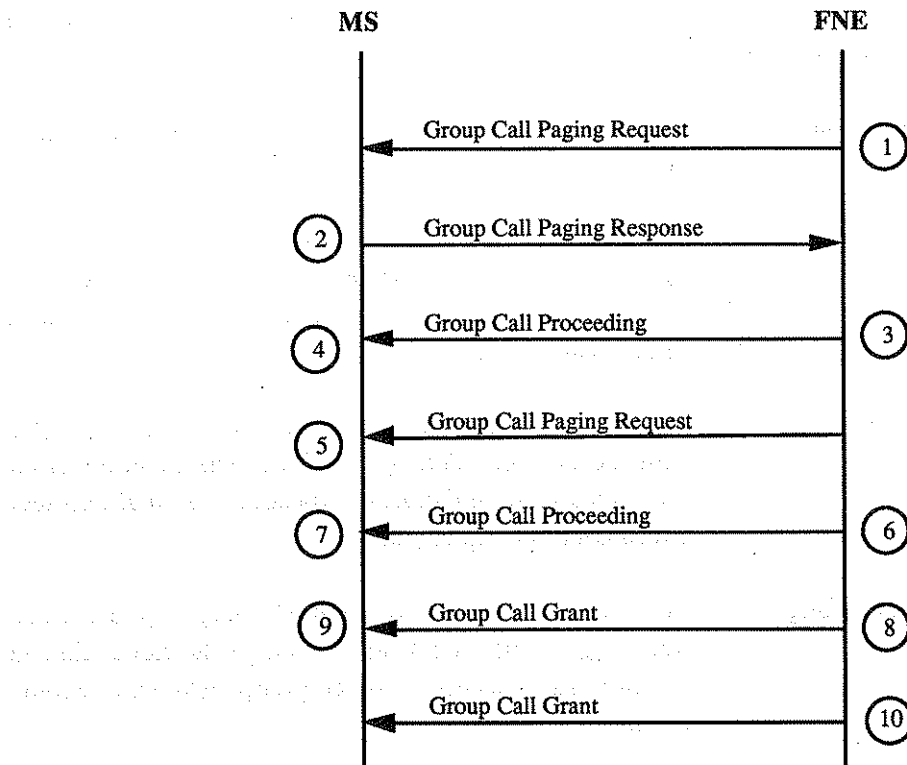 MS FNE
Group Call Paging Request
1
2
Group Call Paging Response
Group Call Proceeding
3
4
Group Call Paging Request
5
Group Call Proceeding
6
7
Group Call Grant
8
9
Group Call Grant
10